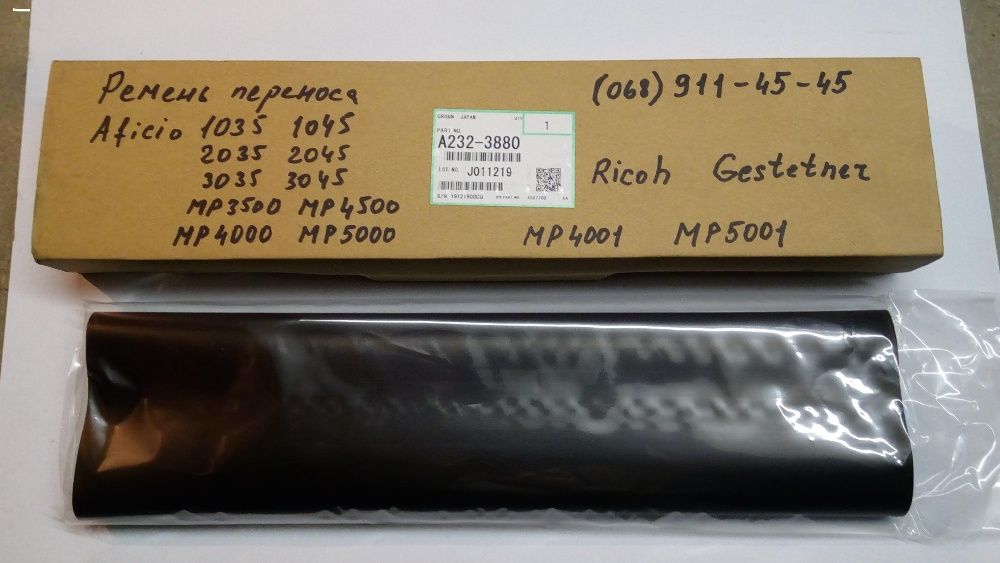 Ремень переноса
(068) 911-45-45
Aficio 1035 1045
2035 2045
3035 3045
MP3500 MP4500
MP4000 MP5000
ORIGIN JAPAN
QTY
1
PART NO.
A232-3880
LOT.NO. J011219
Ricoh Gestetner
MP4001 MP5001